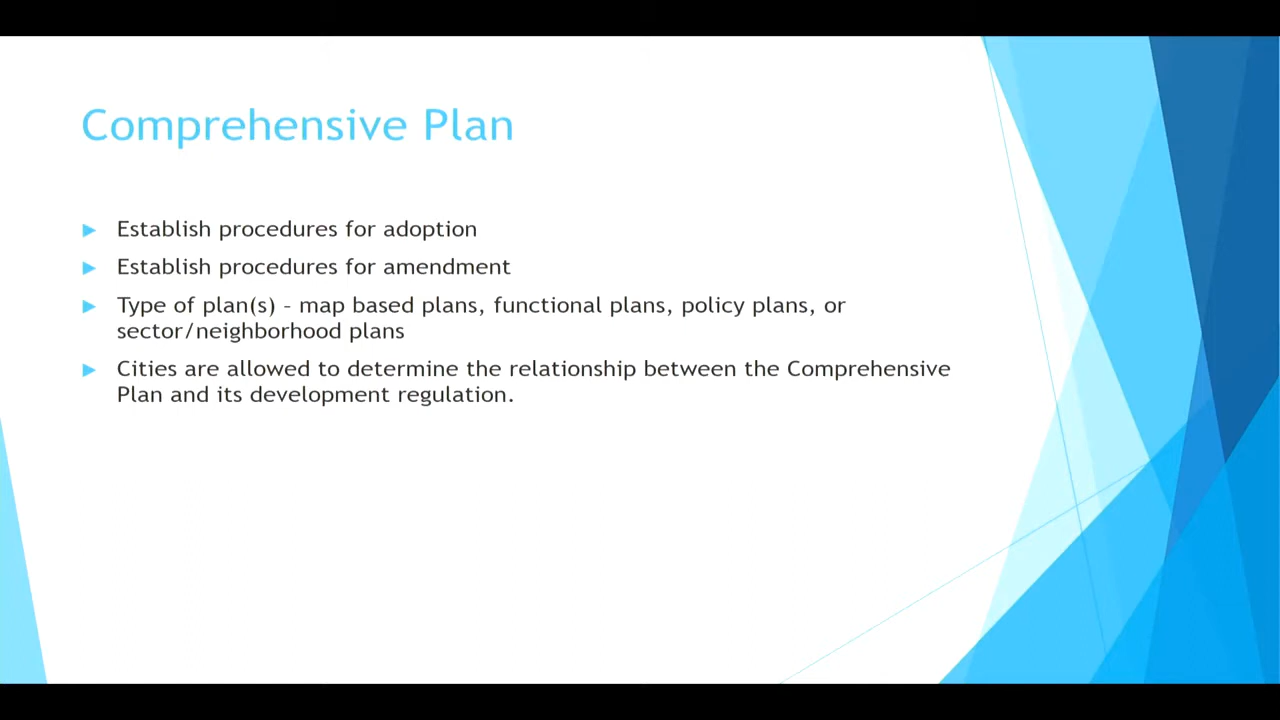 Comprehensive Plan
Establish procedures for adoption
Establish procedures for amendment
Type of plan(s) – map based plans, functional plans, policy plans, or
sector/neighborhood plans
Cities are allowed to determine the relationship between the Comprehensive
Plan and its development regulation.